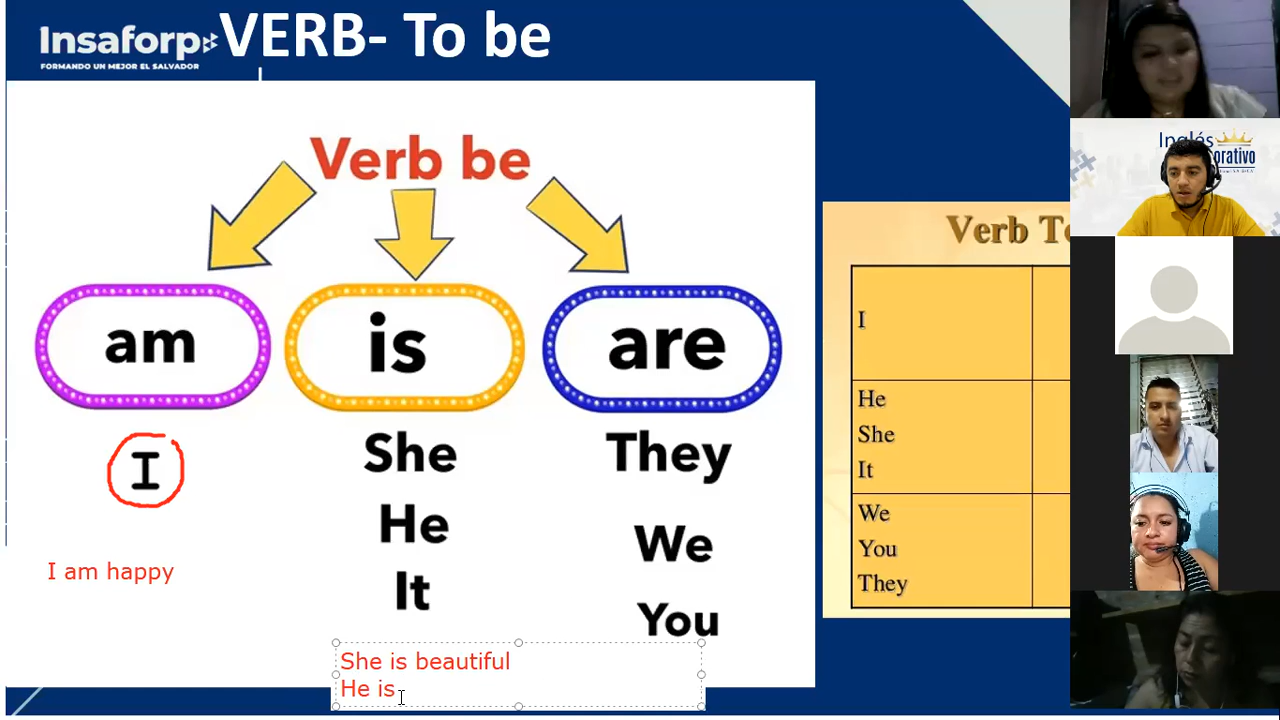 Insaforp
FORMANDO UN MEJOR EL SALVADOR
VERB- To be
Verb be
am
is
are
I
She
He
It
They
We
You
I am happy
She is beautiful
He is
Verb
I
He
She
It
We
You
They
Inglés